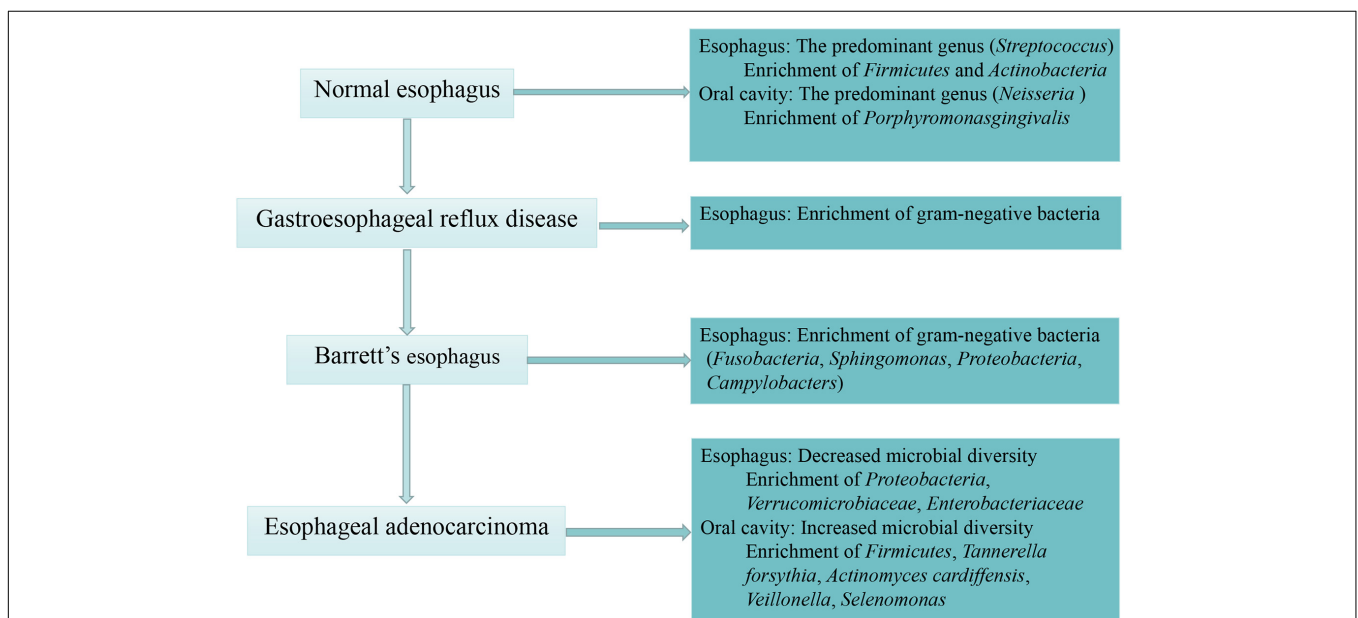 Normal esophagus
Esophagus: The predominant genus (Streptococcus)
Enrichment of Firmicutes and Actinobacteria
Oral cavity: The predominant genus (Neisseria )
Enrichment of Porphyromonasgingivalis
Gastroesophageal reflux disease
Esophagus: Enrichment of gram-negative bacteria
Barrett’s esophagus
Esophagus: Enrichment of gram-negative bacteria
(Fusobacteria, Sphingomonas, Proteobacteria,
Campylobacters)
Esophageal adenocarcinoma
Esophagus: Decreased microbial diversity
Enrichment of Proteobacteria,
Verrucomicrobiaceae, Enterobacteriaceae
Oral cavity: Increased microbial diversity
Enrichment of Firmicutes, Tannerella
forsythia, Actinomyces cardiffensis,
Veillonella, Selenomonas